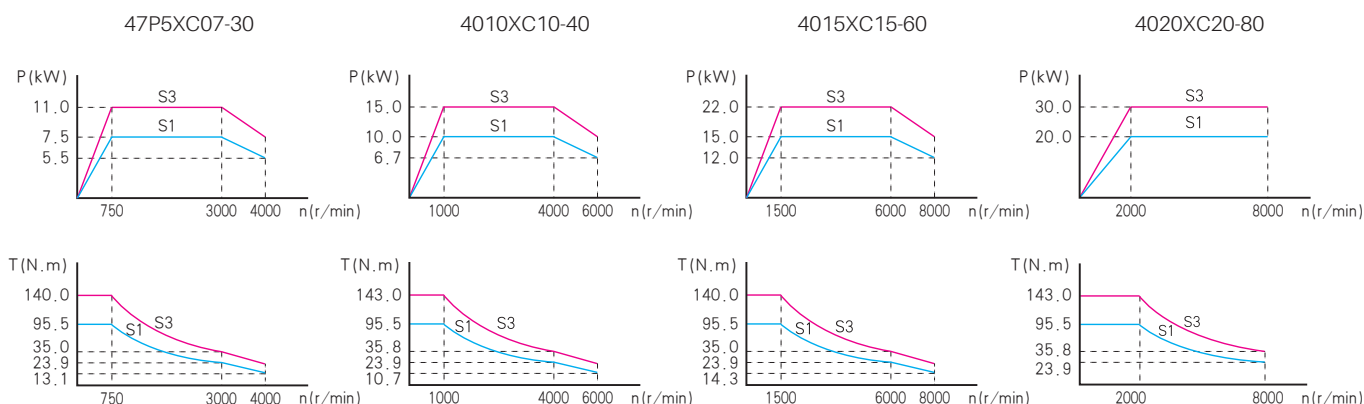 47P5XC07-30
P(kW)
11.0
7.5
5.5
S3
S1
750 3000 4000 n(r/min)
T(N.m)
140.0
95.5
35.0
23.9
13.1
S1 S3
750 3000 4000 n(r/min)
4010XC10-40
P(kW)
15.0
10.0
6.7
S3
S1
1000 4000 6000 n(r/min)
T(N.m)
143.0
95.5
35.8
23.9
10.7
S1 S3
1000 4000 6000 n(r/min)
4015XC15-60
P(kW)
22.0
15.0
12.0
S3
S1
1500 6000 8000 n(r/min)
T(N.m)
140.0
95.5
35.0
23.9
14.3
S1 S3
1500 6000 8000 n(r/min)
4020XC20-80
P(kW)
30.0
20.0
S3
S1
2000 8000 n(r/min)
T(N.m)
143.0
95.5
35.8
23.9
S1 S3
2000 8000 n(r/min)